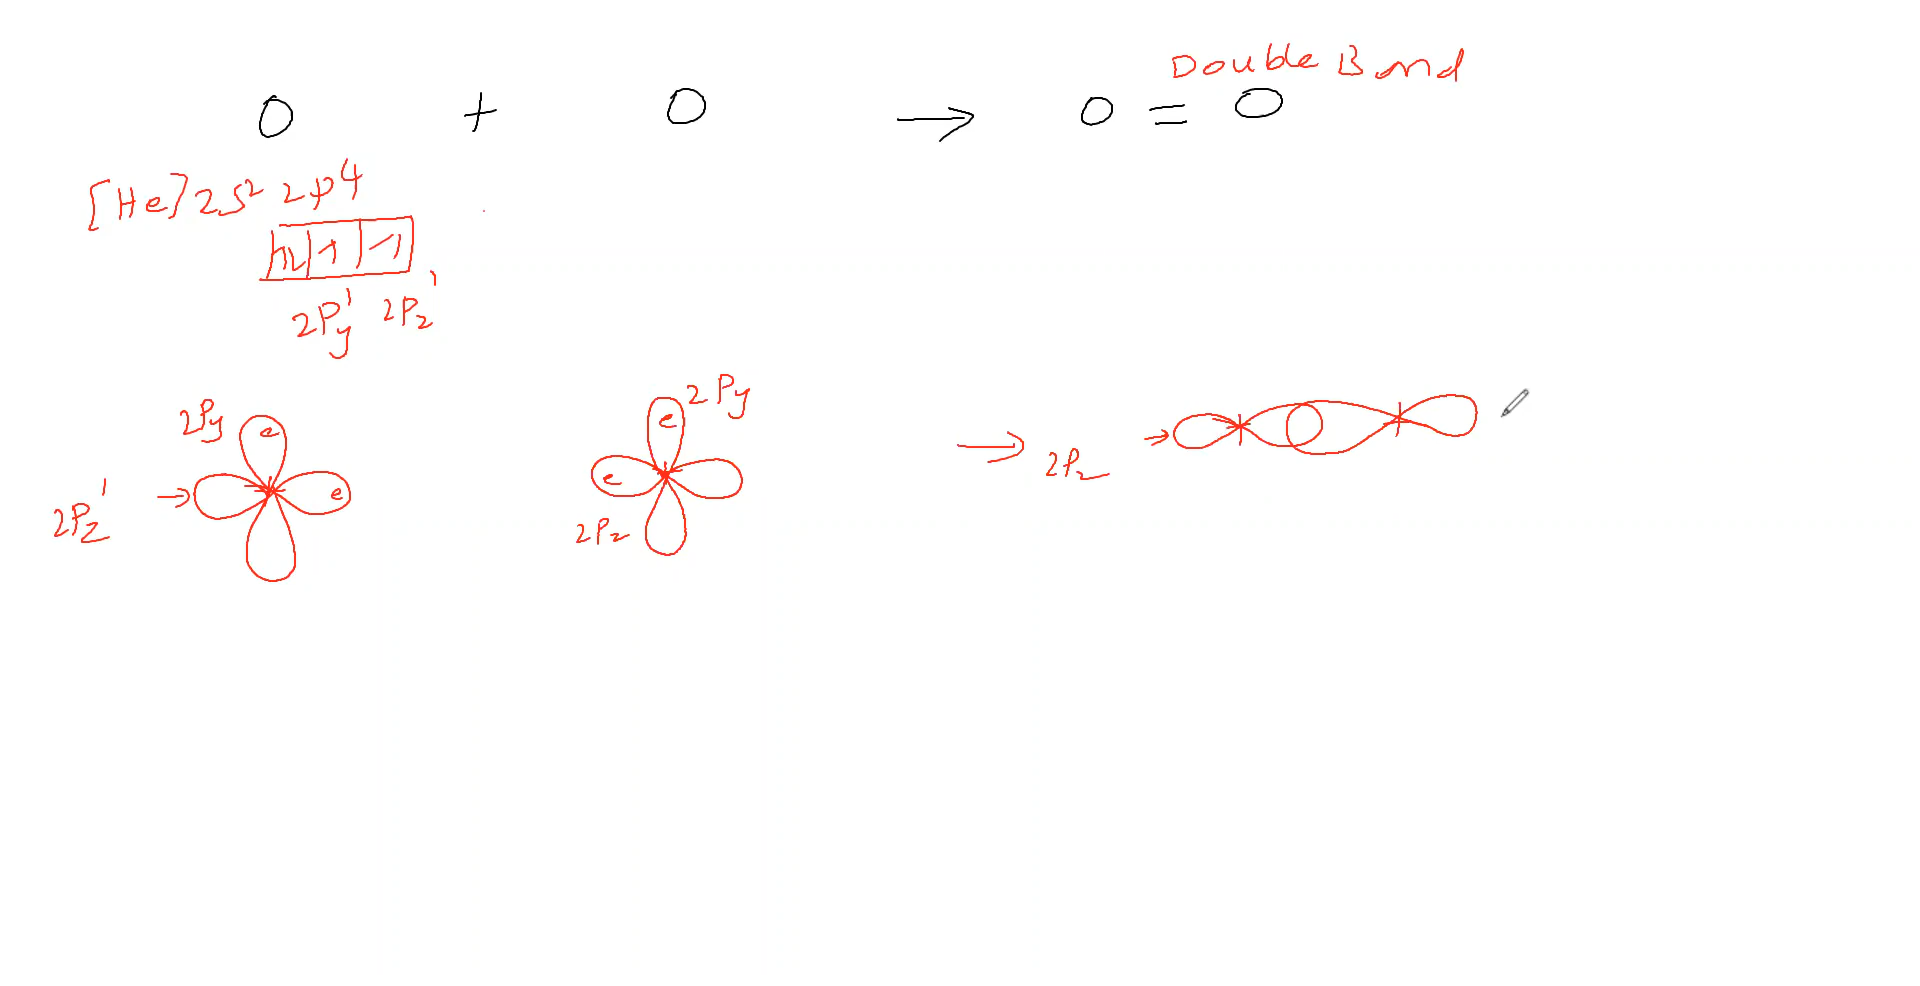 Double Bond
O + O → O = O
[He] 2s² 2p⁴
↑↓ ↑ ↑
2Py¹ 2Pz¹
2Py e
2Pz¹ → e
2Py e
e
2Pz
→ 2Pz →